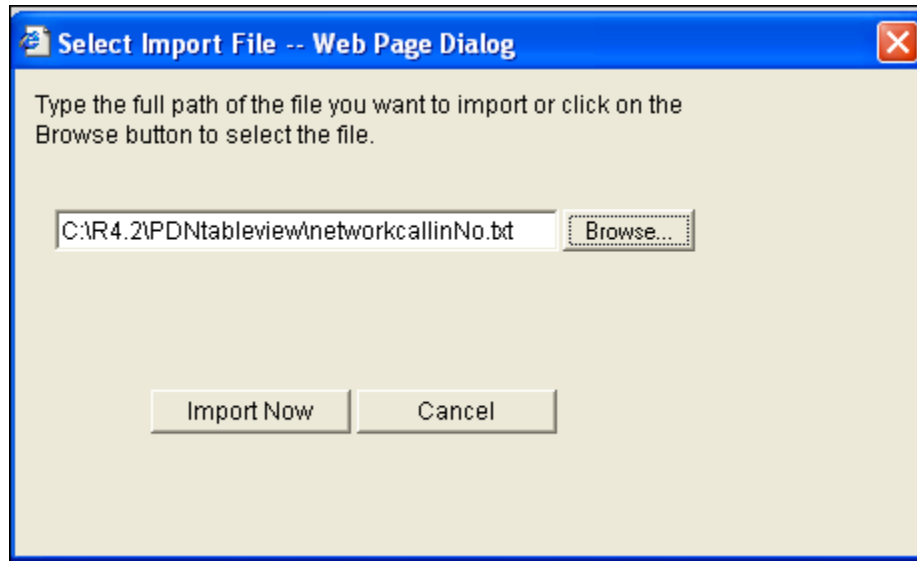 Select Import File -- Web Page Dialog
Type the full path of the file you want to import or click on the
Browse button to select the file.
C:\R4.2\PDNtableview\networkcallinNo.txt Browse...
Import Now Cancel